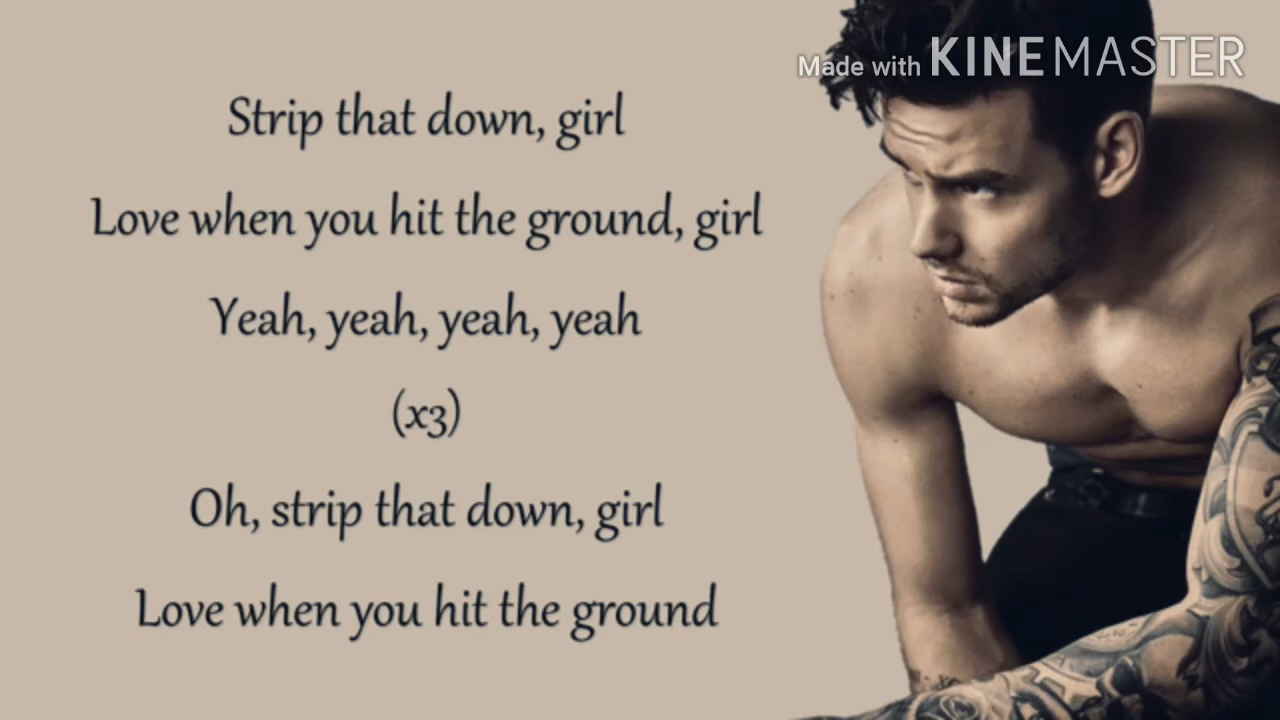 Made with KINEMASTER
Strip that down, girl
Love when you hit the ground, girl
Yeah, yeah, yeah, yeah
(x3)
Oh, strip that down, girl
Love when you hit the ground